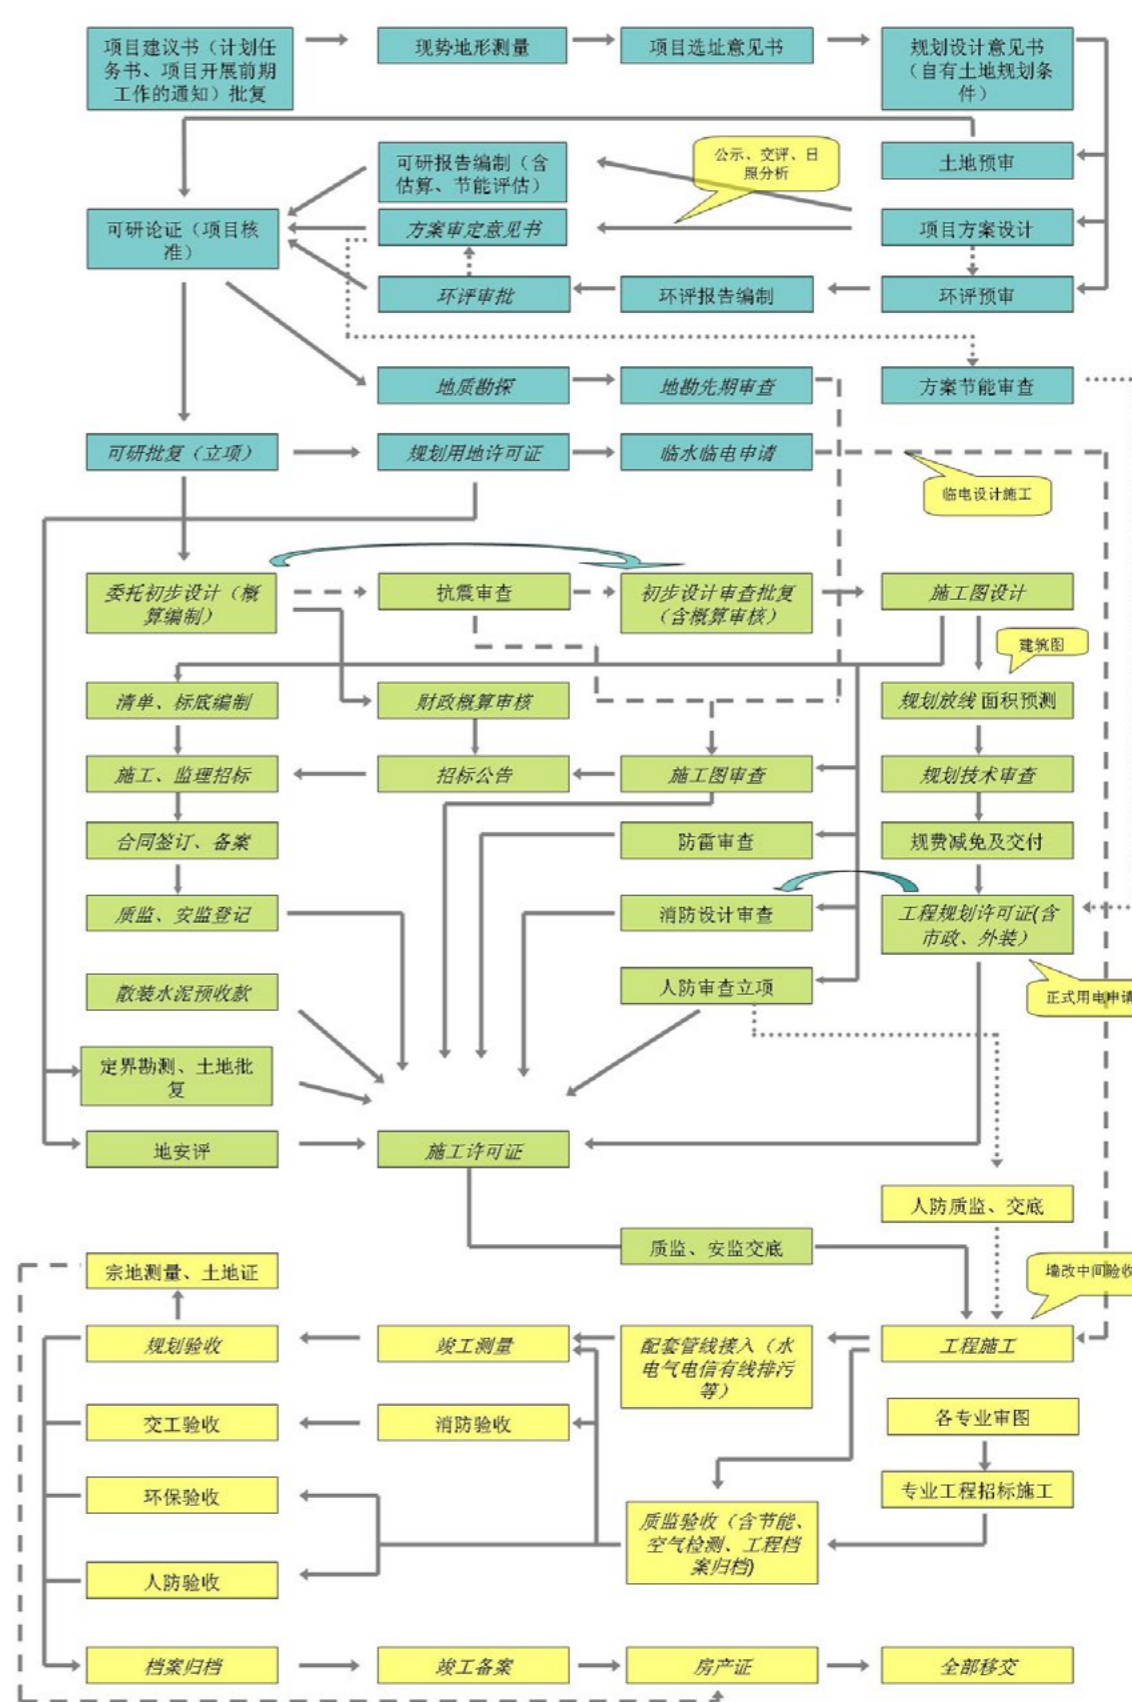 项目建议书（计划任
务书、项目开展前期
工作的通知）批复
现势地形测量
项目选址意见书
规划设计意见书
（自有土地规划条
件）
可研报告编制（含
估算、节能评估）
公示、交评、日
照分析
土地预审
可研论证（项目核
准）
方案审定意见书
项目方案设计
环评审批
环评报告编制
环评预审
地质勘探
地勘先期审查
方案节能审查
可研批复（立项）
规划用地许可证
临水临电申请
临电设计施工
委托初步设计（概
算编制）
抗震审查
初步设计审查批复
（含概算审核）
施工图设计
建筑图
清单、标底编制
财政概算审核
规划放线 面积预测
施工、监理招标
招标公告
施工图审查
规划技术审查
合同签订、备案
防雷审查
规费减免及交付
质监、安监登记
消防设计审查
工程规划许可证(含
市政、外装）
散装水泥预收款
人防审查立项
正式用电申请
定界勘测、土地批
复
地安评
施工许可证
人防质监、交底
质监、安监交底
宗地测量、土地证
墙改中间验收
规划验收
竣工测量
配套管线接入（水
电气电信有线排污
等）
工程施工
交工验收
消防验收
各专业审图
环保验收
专业工程招标施工
质监验收（含节能、
空气检测、工程档
案归档)
人防验收
档案归档
竣工备案
房产证
全部移交